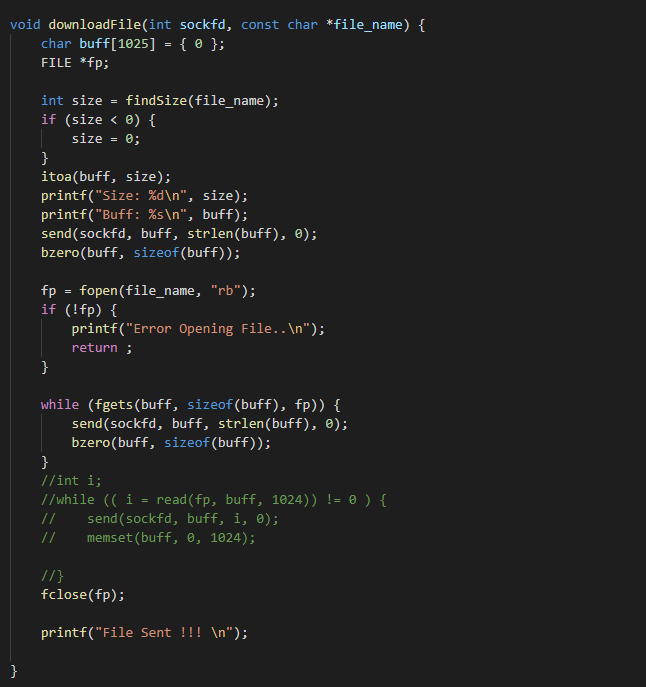 void downloadFile(int sockfd, const char *file_name) {
    char buff[1025] = { 0 };
    FILE *fp;

    int size = findSize(file_name);
    if (size < 0) {
        size = 0;
    }
    itoa(buff, size);
    printf("Size: %d\n", size);
    printf("Buff: %s\n", buff);
    send(sockfd, buff, strlen(buff), 0);
    bzero(buff, sizeof(buff));

    fp = fopen(file_name, "rb");
    if (!fp) {
        printf("Error Opening File..\n");
        return ;
    }

    while (fgets(buff, sizeof(buff), fp)) {
        send(sockfd, buff, strlen(buff), 0);
        bzero(buff, sizeof(buff));
    }
    //int i;
    //while (( i = read(fp, buff, 1024)) != 0 ) {
    //    send(sockfd, buff, i, 0);
    //    memset(buff, 0, 1024);

    //}
    fclose(fp);

    printf("File Sent !!! \n");

}